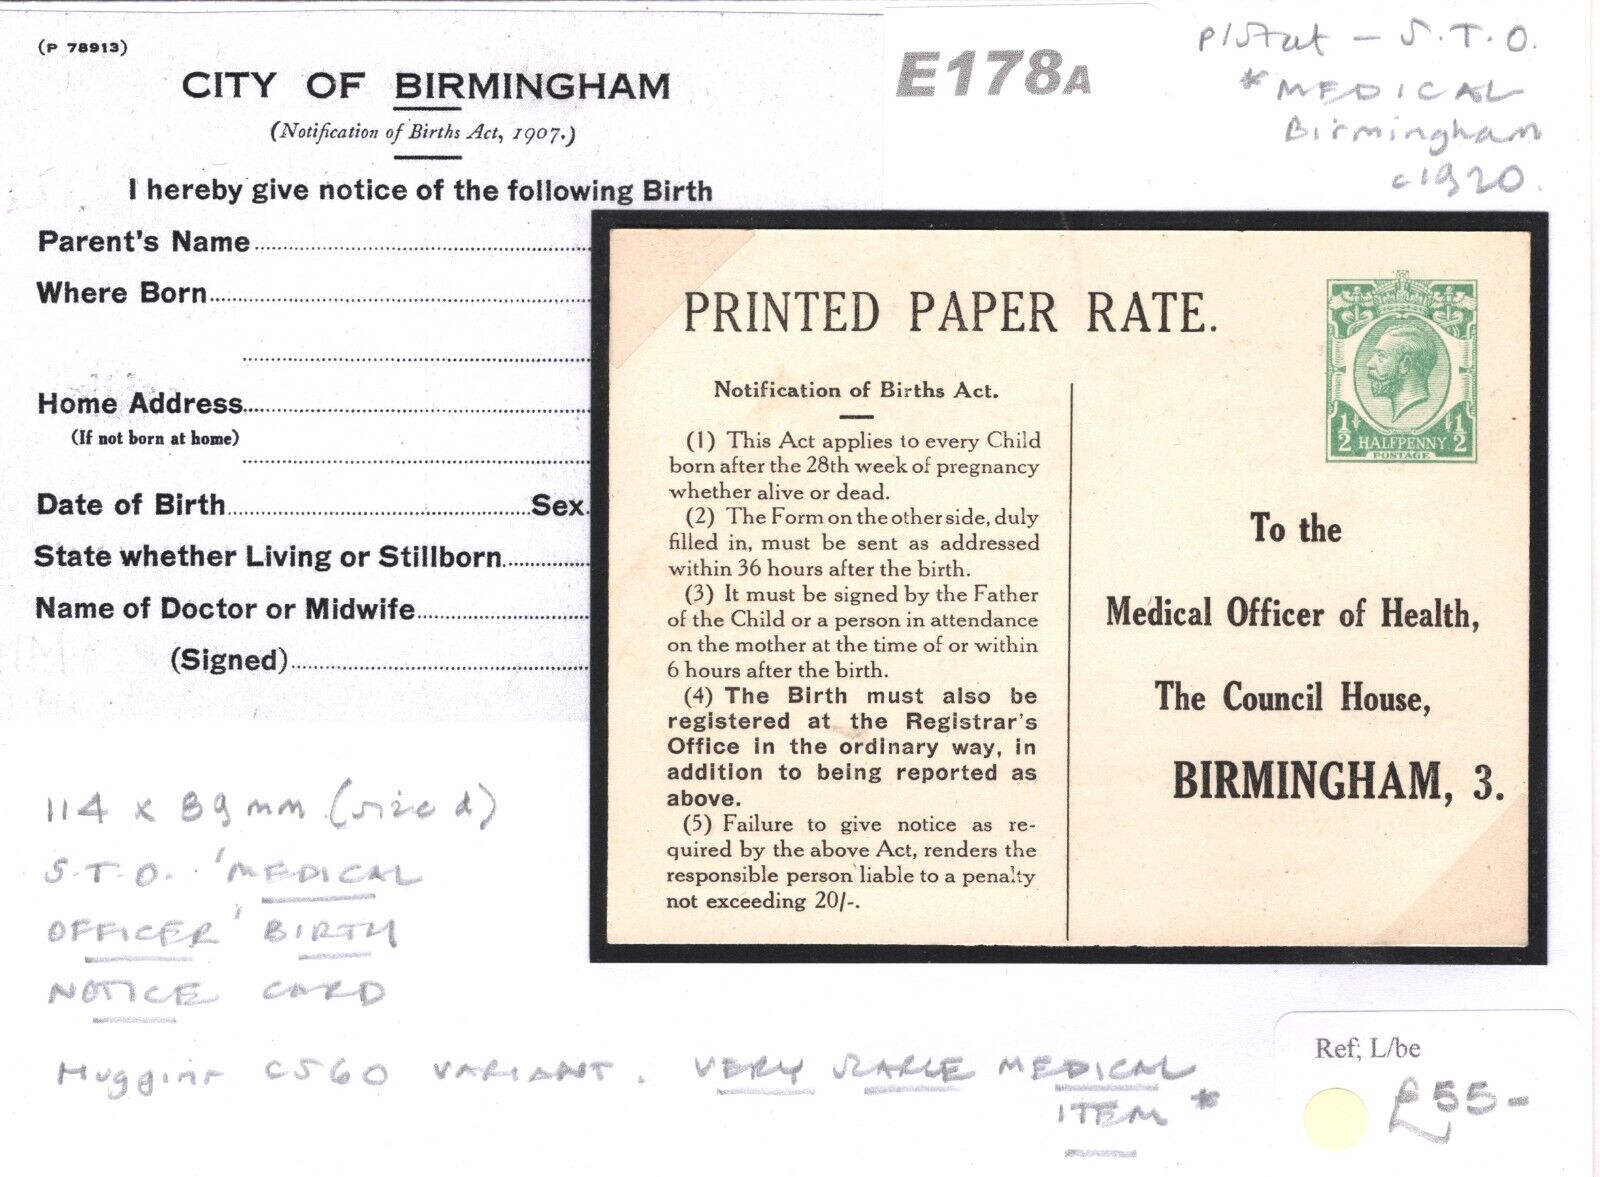 (P 78913)
CITY OF BIRMINGHAM
(Notification of Births Act, 1907.)
I hereby give notice of the following Birth
Parent's Name
Where Born
Home Address
(If not born at home)
Date of Birth Sex.
State whether Living or Stillborn
Name of Doctor or Midwife
(Signed)
E178A
P/Stat - S.T.O.
*MEDICAL
Birmingham
c1920.
PRINTED PAPER RATE.
Notification of Births Act.
(1) This Act applies to every Child
born after the 28th week of pregnancy
whether alive or dead.
(2) The Form on the other side, duly
filled in, must be sent as addressed
within 36 hours after the birth.
(3) It must be signed by the Father
of the Child or a person in attendance
on the mother at the time of or within
6 hours after the birth.
(4) The Birth must also be
registered at the Registrar's
Office in the ordinary way, in
addition to being reported as
above.
(5) Failure to give notice as re-
quired by the above Act, renders the
responsible person liable to a penalty
not exceeding 20/-.
1/2 HALFPENNY 1/2
POSTAGE
To the
Medical Officer of Health,
The Council House,
BIRMINGHAM, 3.
114 x 89mm (size d)
S.T.O. 'MEDICAL
OFFICER' BIRTH
NOTICE CARD
Huggins CS60 VARIANT. VERY SCARCE MEDICAL
ITEM *
Ref; L/be
£55-